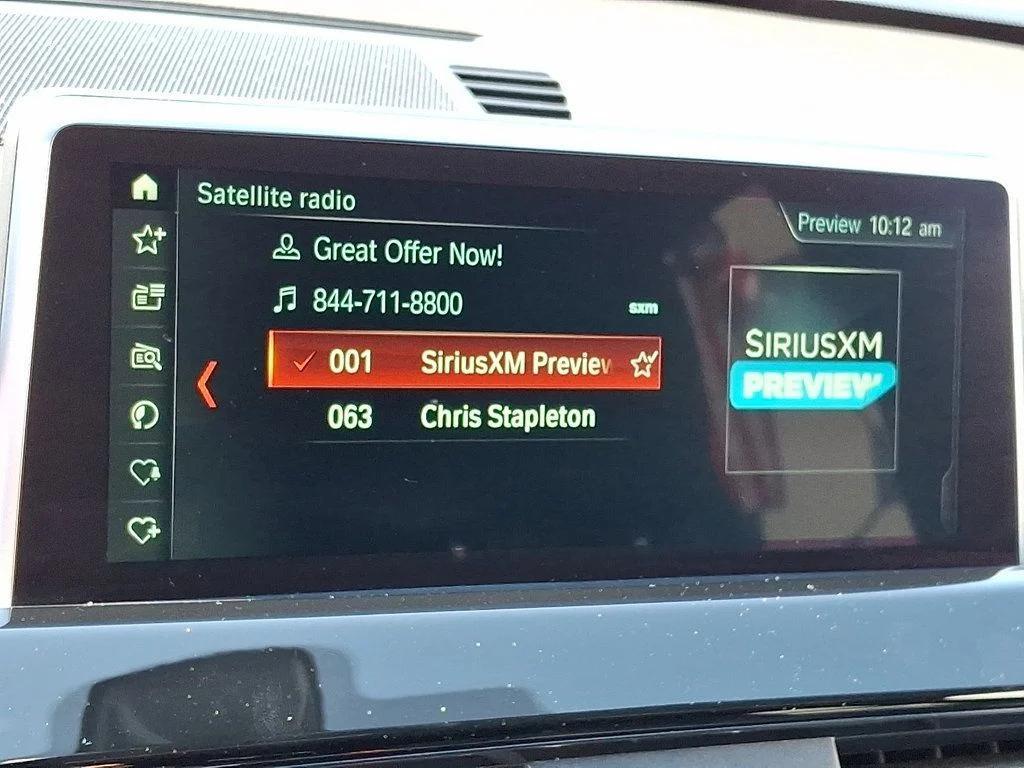 Satellite radio
Preview 10:12 am
Great Offer Now!
844-711-8800 sxm
001 SiriusXM Preview
063 Chris Stapleton
SIRIUSXM
PREVIEW